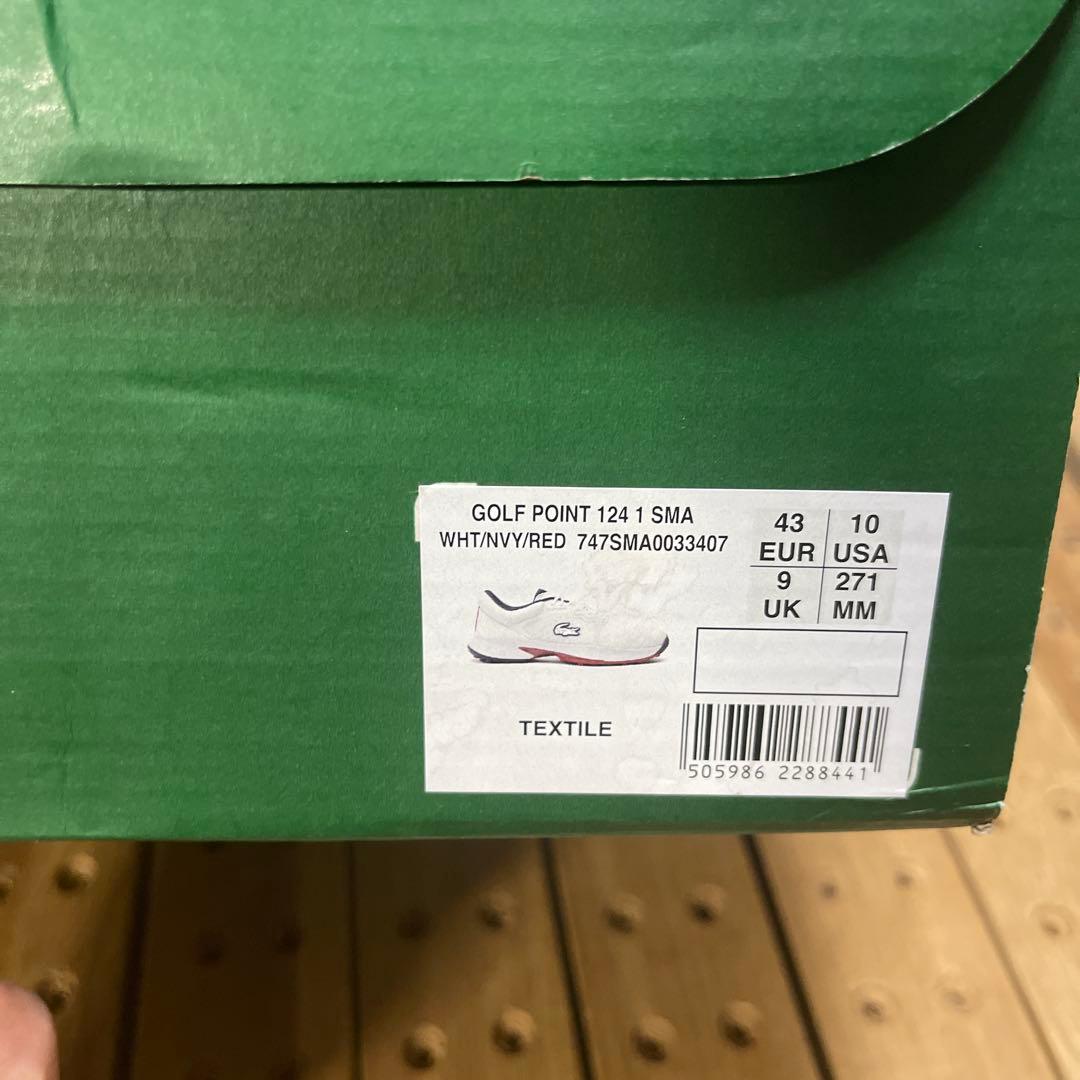 GOLF POINT 124 1 SMA
WHT/NVY/RED 747SMA0033407
43 10
EUR USA
9 271
UK MM
TEXTILE
505986 2288441